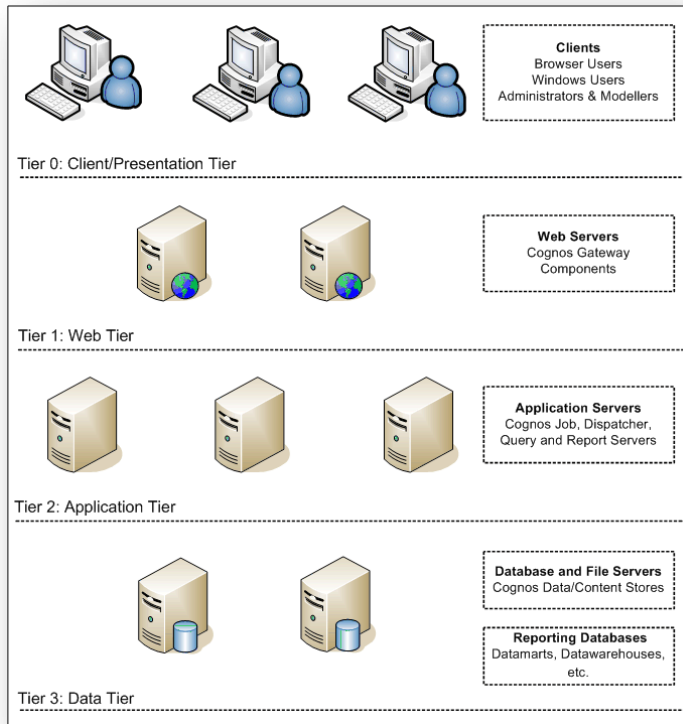 Clients
Browser Users
Windows Users
Administrators & Modellers
Tier 0: Client/Presentation Tier
Web Servers
Cognos Gateway
Components
Tier 1: Web Tier
Application Servers
Cognos Job, Dispatcher,
Query and Report Servers
Tier 2: Application Tier
Database and File Servers
Cognos Data/Content Stores
Reporting Databases
Datamarts, Datawarehouses,
etc.
Tier 3: Data Tier